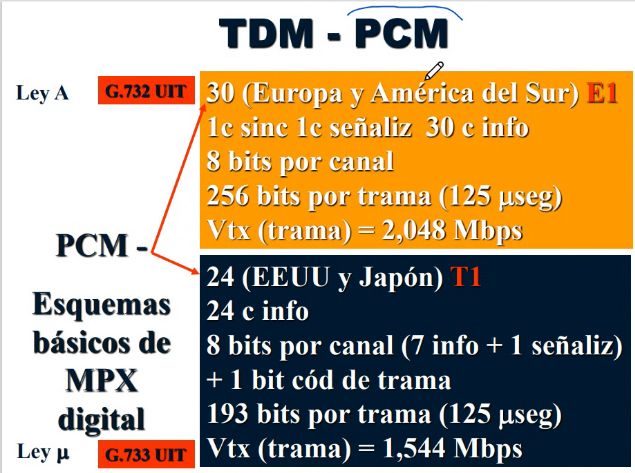 TDM - PCM
Ley A
G.732 UIT
30 (Europa y América del Sur) E1
1c sinc 1c señaliz 30 c info
8 bits por canal
256 bits por trama (125 μseg)
Vtx (trama) = 2,048 Mbps
PCM -
Esquemas
básicos de
MPX
digital
24 (EEUU y Japón) T1
24 c info
8 bits por canal (7 info + 1 señaliz)
+ 1 bit cód de trama
193 bits por trama (125 μseg)
Vtx (trama) = 1,544 Mbps
Ley μ
G.733 UIT